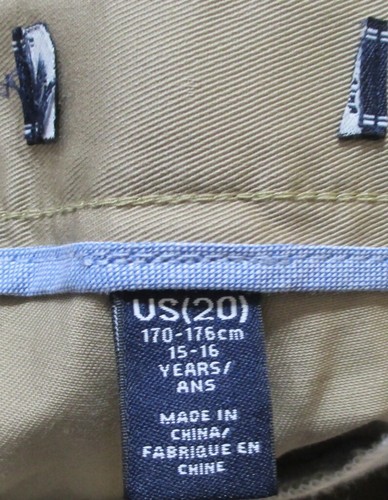 US(20)
170-176cm
15-16
YEARS/
ANS
MADE IN
CHINA/
FABRIQUE EN
CHINE